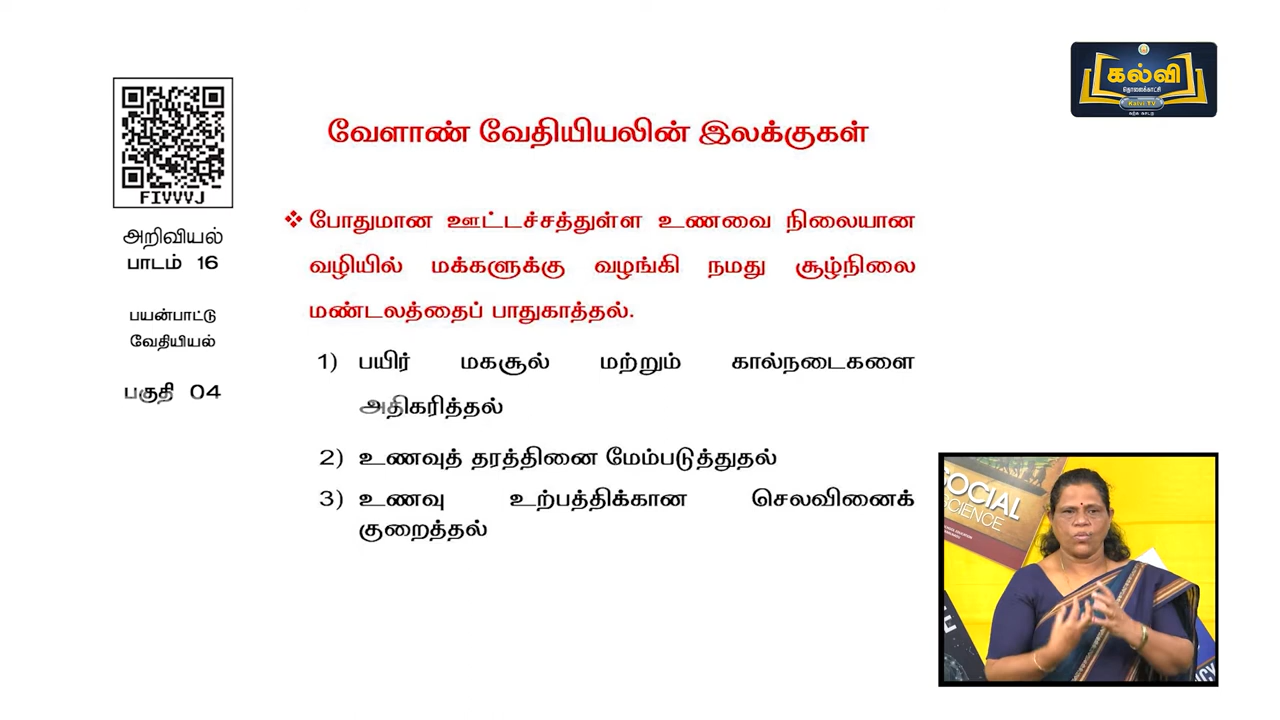 கல்வி
தொலைக்காட்சி
Kalvi TV
வேளாண் வேதியியலின் இலக்குகள்
FIVVVJ
அறிவியல்
பாடம் 16
பயன்பாட்டு
வேதியியல்
பகுதி 04
❖ போதுமான ஊட்டச்சத்துள்ள உணவை நிலையான
வழியில் மக்களுக்கு வழங்கி நமது சூழ்நிலை
மண்டலத்தைப் பாதுகாத்தல்.
1) பயிர் மகசூல் மற்றும் கால்நடைகளை
அதிகரித்தல்
2) உணவுத் தரத்தினை மேம்படுத்துதல்
3) உணவு உற்பத்திக்கான செலவினைக்
குறைத்தல்
SOCIAL
SCIENCE